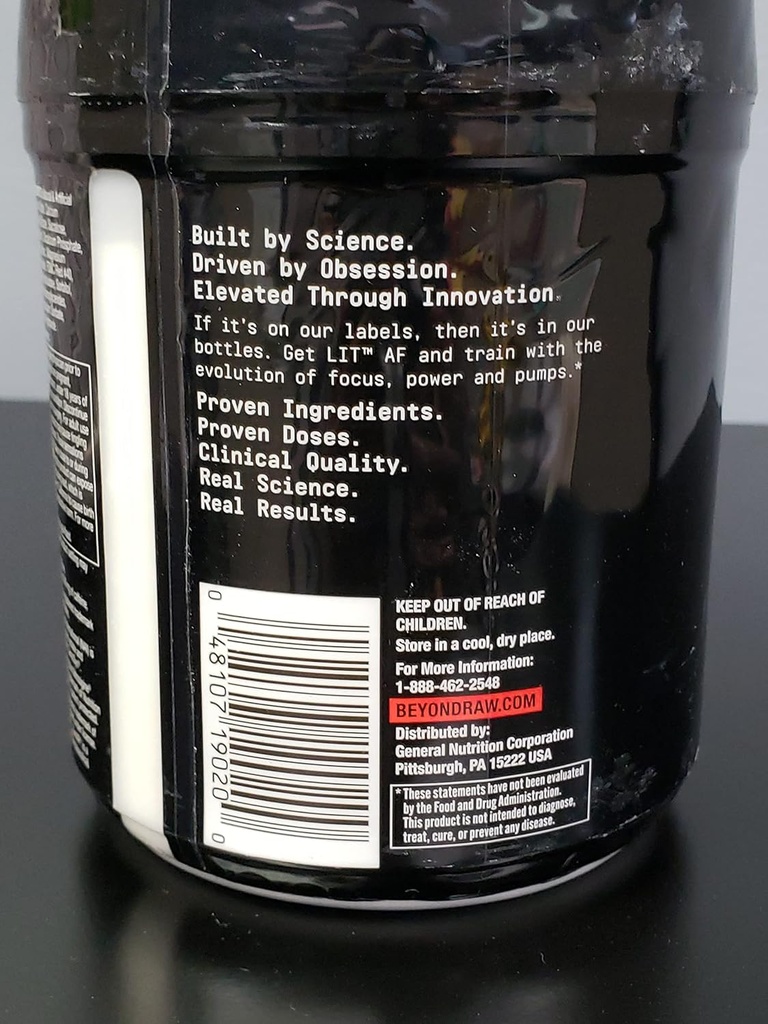 Built by Science.
Driven by Obsession.
Elevated Through Innovation
If it's on our labels, then it's in our
bottles. Get LIT™ AF and train with the
evolution of focus, power and pumps.*
Proven Ingredients.
Proven Doses.
Clinical Quality.
Real Science.
Real Results.
0 48107 19020 0
KEEP OUT OF REACH OF
CHILDREN.
Store in a cool, dry place.
For More Information:
1-888-462-2548
BEYONDRAW.COM
Distributed by:
General Nutrition Corporation
Pittsburgh, PA 15222 USA
*These statements have not been evaluated
by the Food and Drug Administration.
This product is not intended to diagnose,
treat, cure, or prevent any disease.